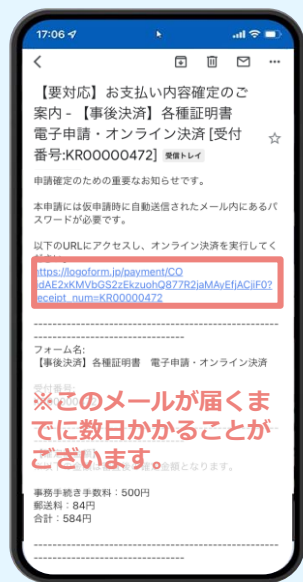 17:06
【要対応】お支払い内容確定のご
案内 - 【事後決済】各種証明書
電子申請・オンライン決済 [受付
番号:KR00000472] 受信トレイ
申請確定のための重要なお知らせです。
本申請には仮申請時に自動送信されたメール内にあるパ
スワードが必要です。
以下のURLにアクセスし、オンライン決済を実行してく
https://logoform.jp/payment/CO
dAE2xKMVbGS2zEkzuohQ877R2jaMAvEfjACjiF0?
receipt_num=KR00000472
--------------------------------------------------
--------------------------------
フォーム名:
【事後決済】各種証明書　電子申請・オンライン決済
受付番号:
※このメールが届くま
でに数日かかることが
ございます。
事務手続き手数料：500円
郵送料：84円
合計：584円
--------------------------------------------------
--------------------------------